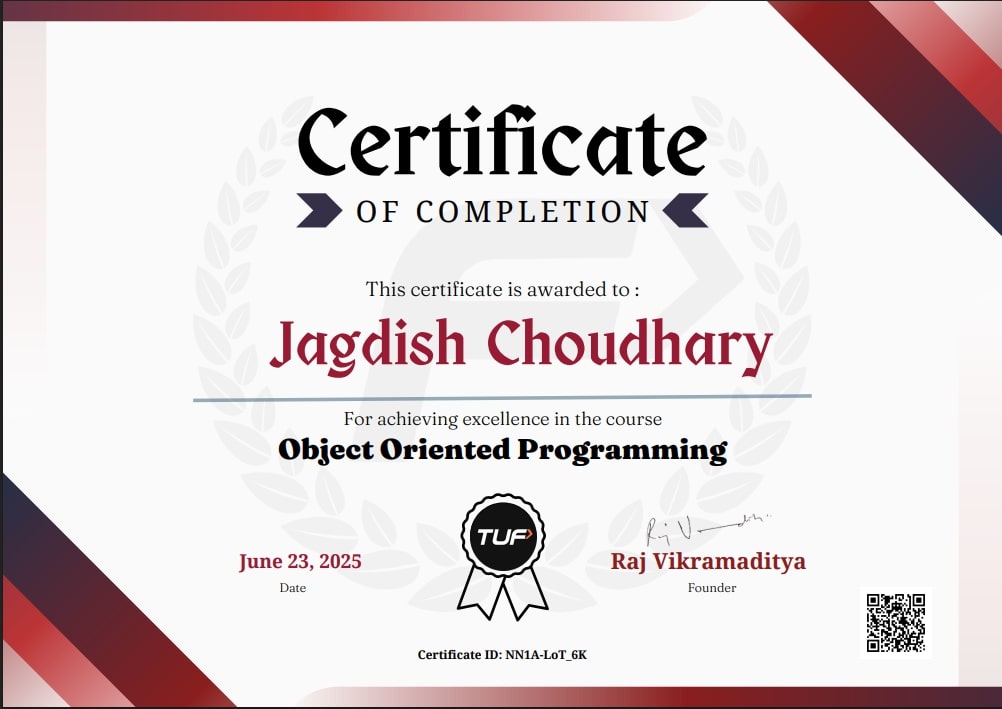 Certificate
OF COMPLETION
This certificate is awarded to :
Jagdish Choudhary
For achieving excellence in the course
Object Oriented Programming
TUF
Raj V
June 23, 2025
Raj Vikramaditya
Date
Founder
Certificate ID: NN1A-LoT_6K